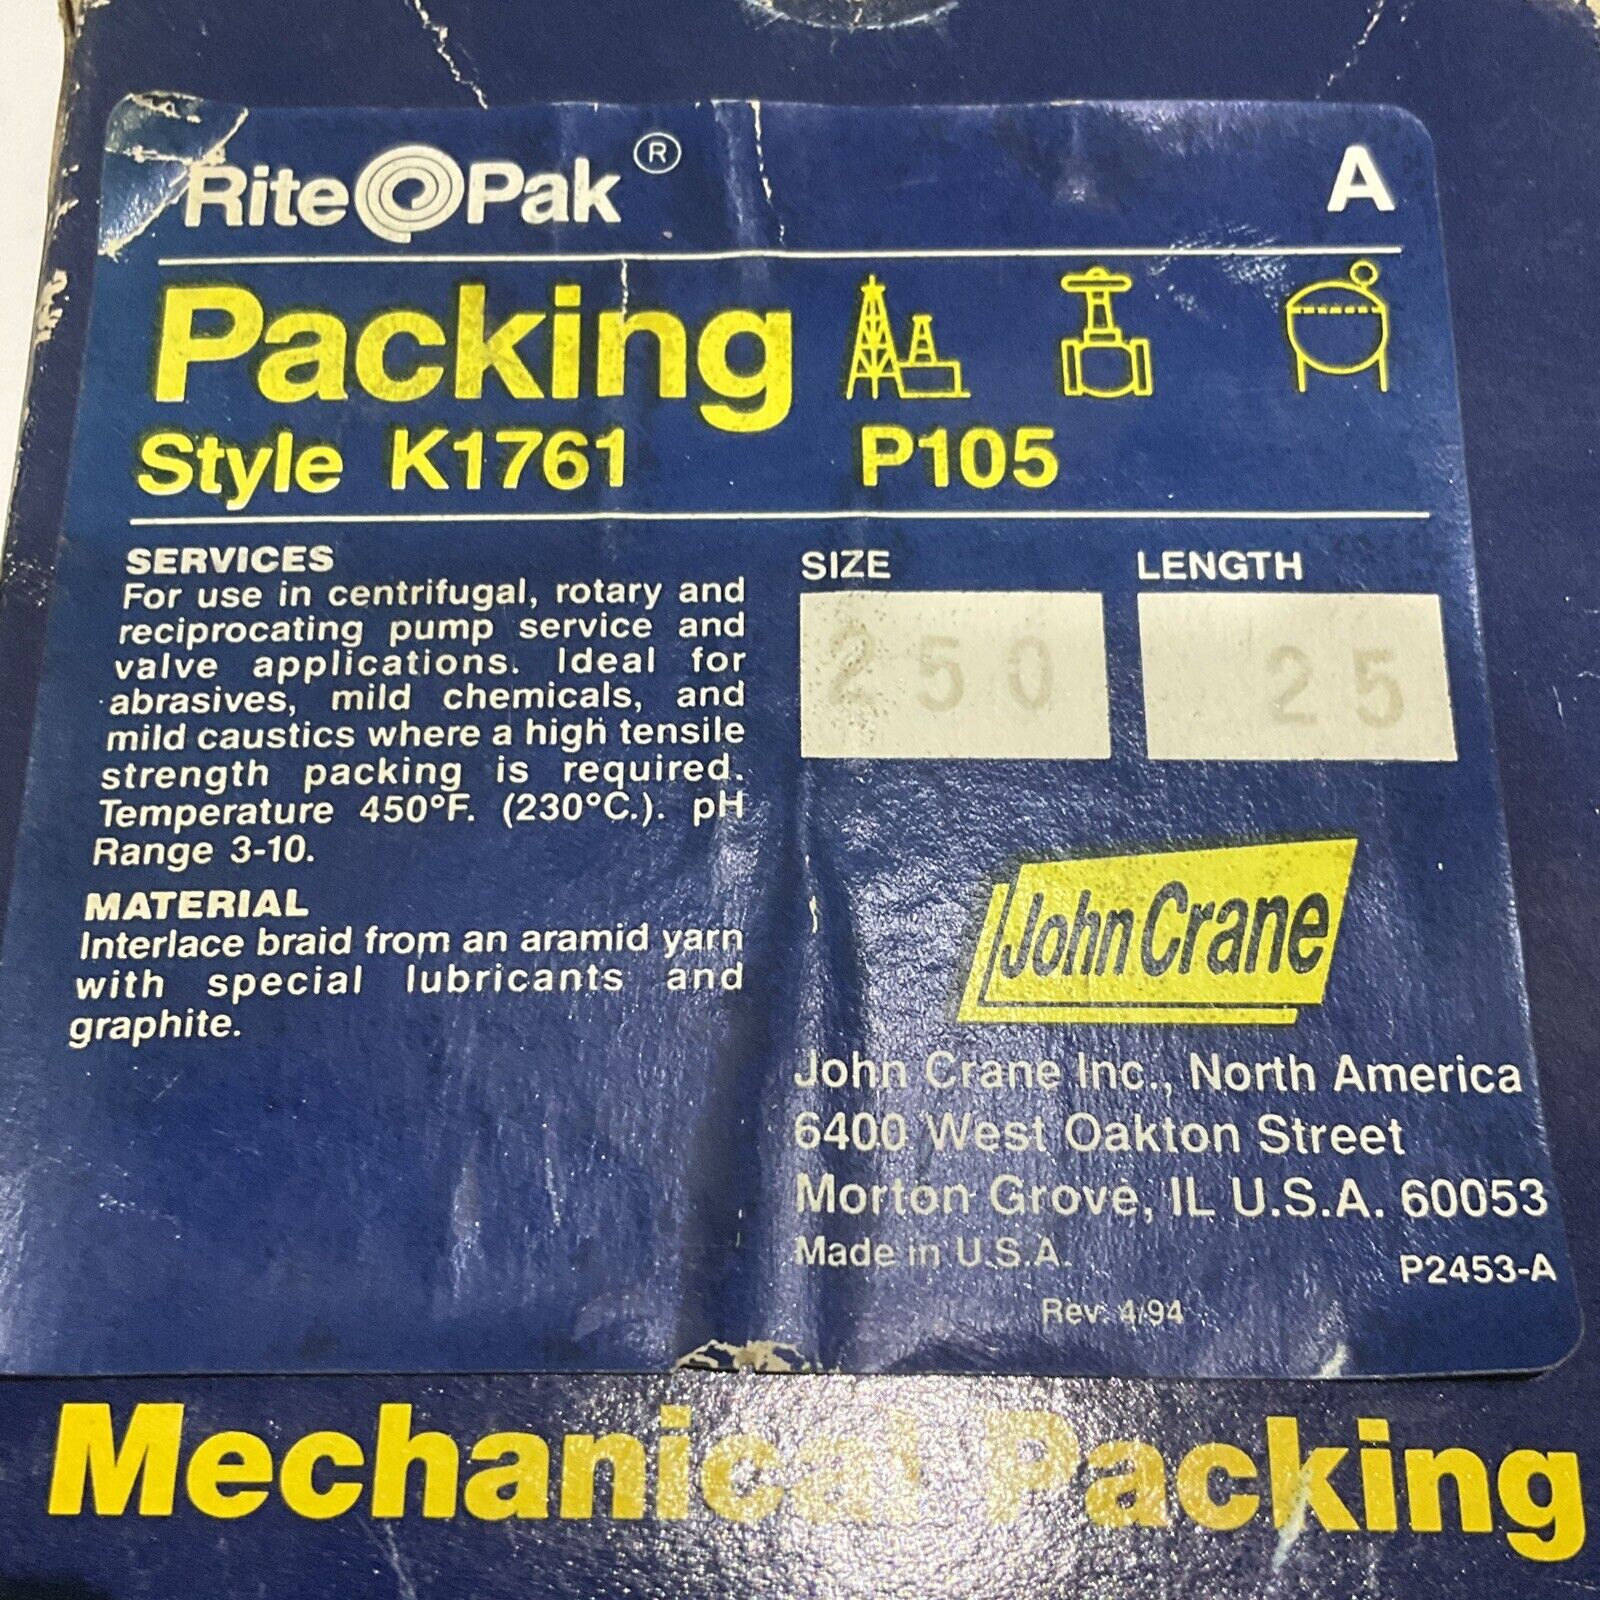 Rite Pak ®
A
Packing
Style K1761 P105
SERVICES
For use in centrifugal, rotary and
reciprocating pump service and
valve applications. Ideal for
abrasives, mild chemicals, and
mild caustics where a high tensile
strength packing is required.
Temperature 450°F. (230°C.). pH
Range 3-10.
MATERIAL
Interlace braid from an aramid yarn
with special lubricants and
graphite.
SIZE
250
LENGTH
25
John Crane
John Crane Inc., North America
6400 West Oakton Street
Morton Grove, IL U.S.A. 60053
Made in U.S.A.
P2453-A
Rev. 4/94
Mechanical Packing